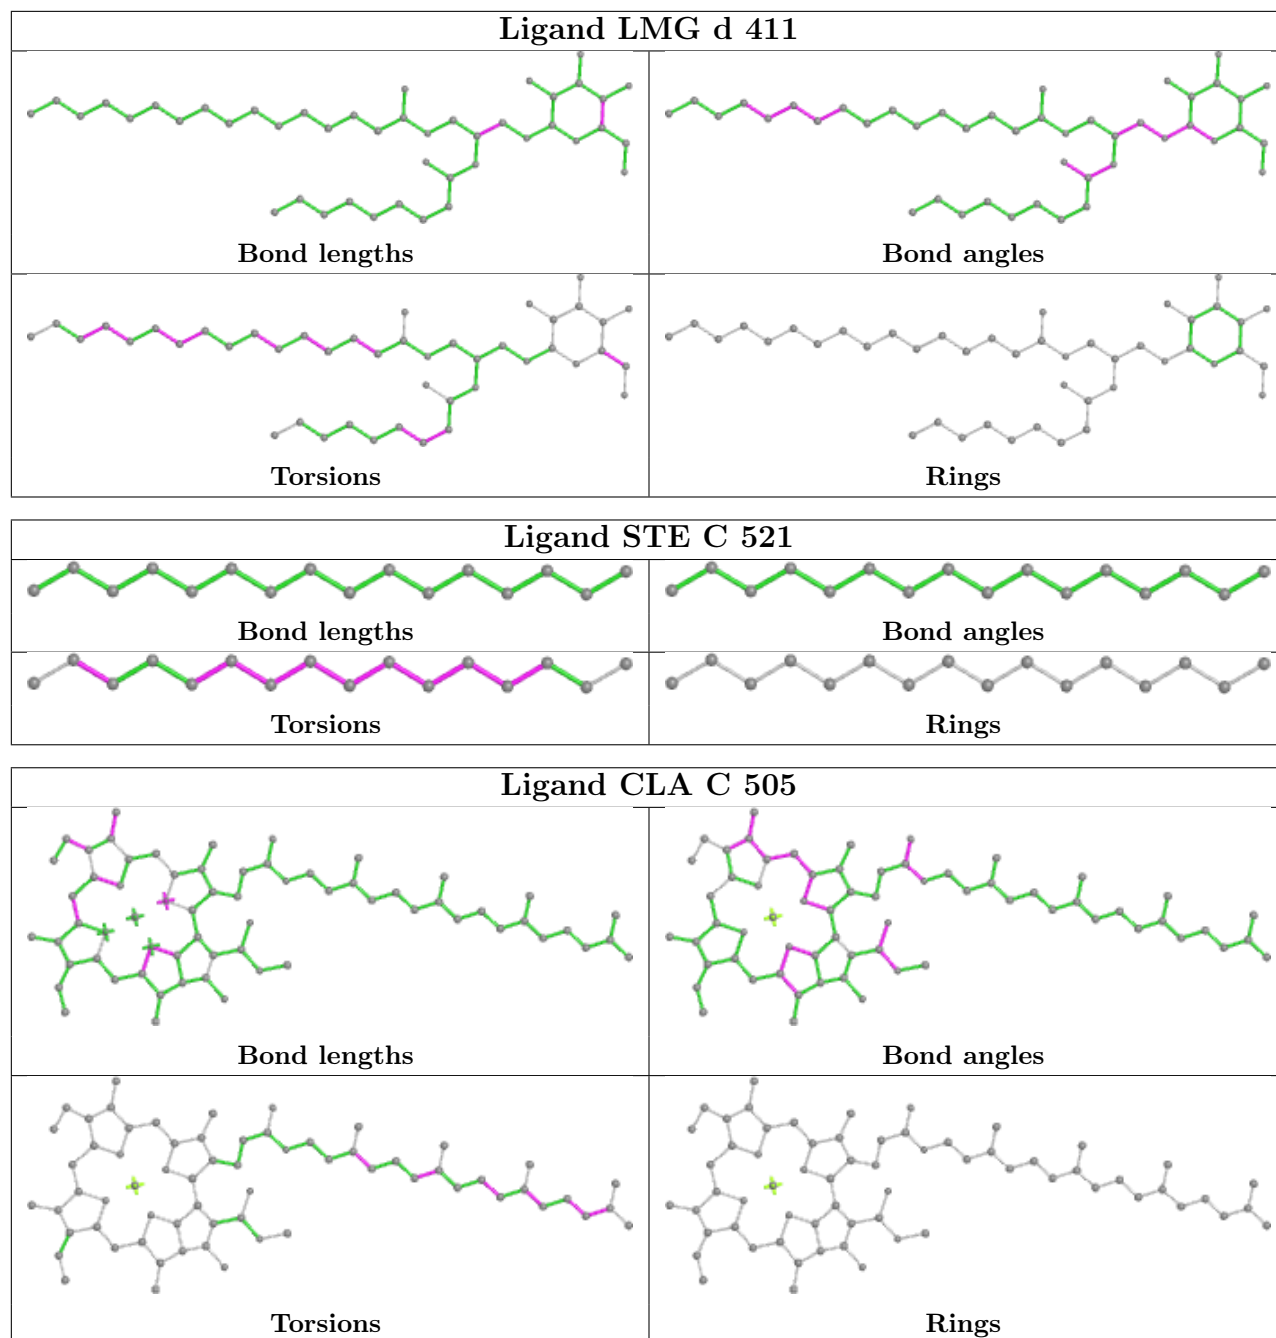 Ligand LMG d 411
Bond lengths
Bond angles
Torsions
Rings
Ligand STE C 521
Bond lengths
Bond angles
Torsions
Rings
Ligand CLA C 505
Bond lengths
Bond angles
Torsions
Rings